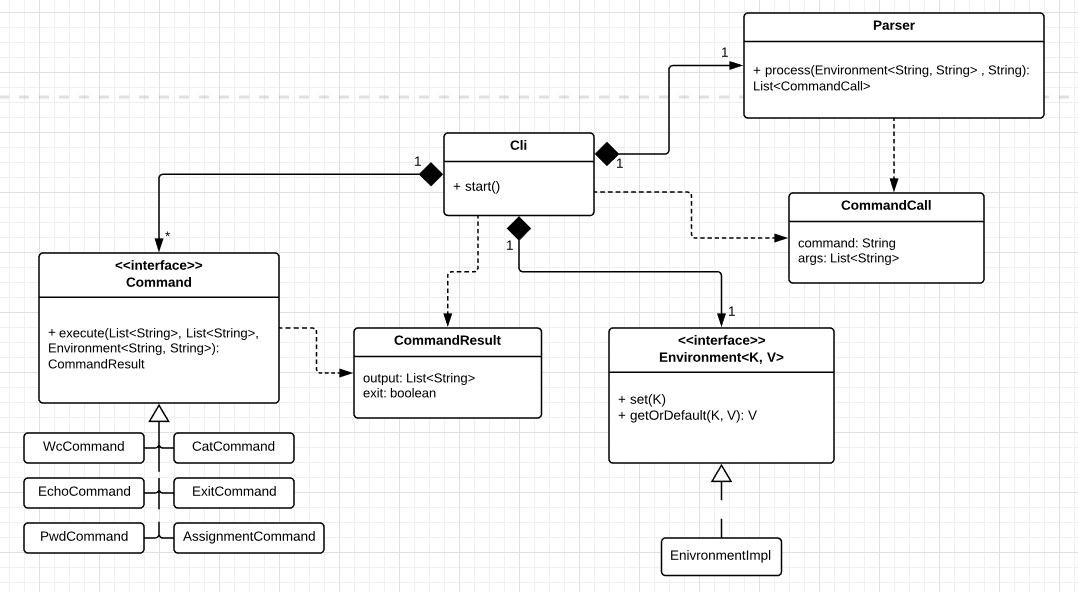 Parser
+ process(Environment<String, String> , String):
List<CommandCall>
1
Cli
+ start()
1
1
1
*
CommandCall
command: String
args: List<String>
<<interface>>
Command
+ execute(List<String>, List<String>,
Environment<String, String>):
CommandResult
CommandResult
output: List<String>
exit: boolean
1
<<interface>>
Environment<K, V>
+ set(K)
+ getOrDefault(K, V): V
WcCommand
CatCommand
EchoCommand
ExitCommand
PwdCommand
AssignmentCommand
EnivronmentImpl